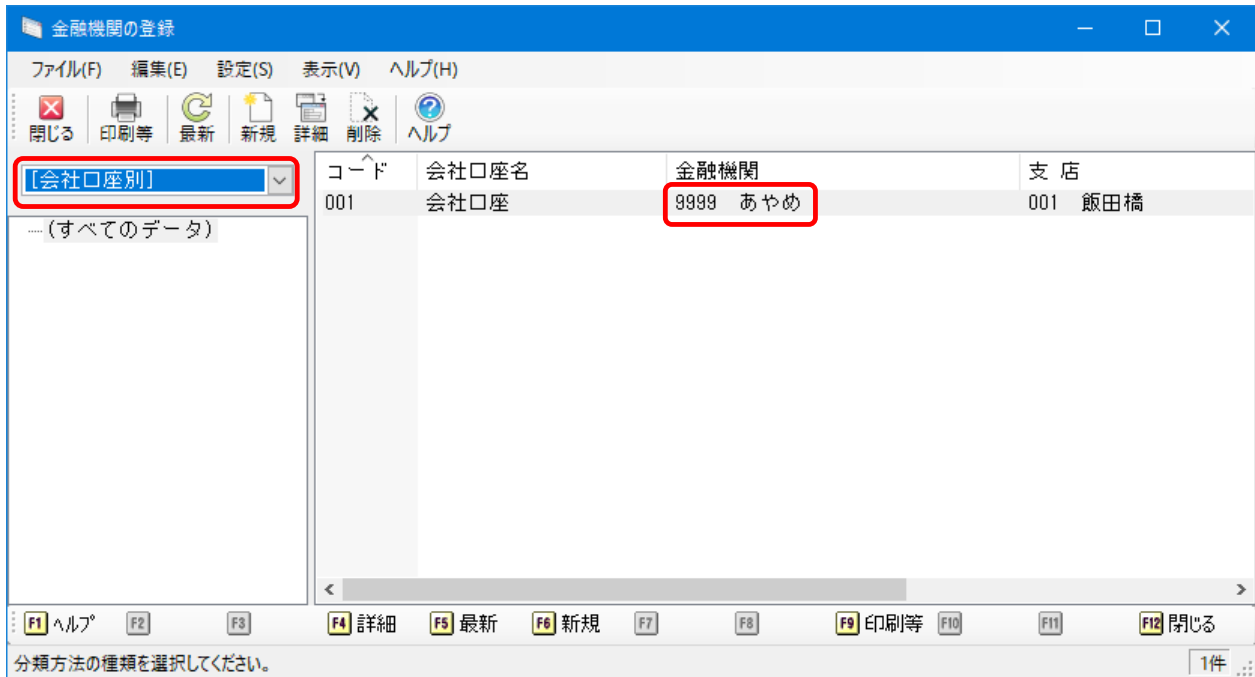 金融機関の登録
ファイル(F) 編集(E) 設定(S) 表示(V) ヘルプ(H)
閉じる 印刷等 最新 新規 詳細 削除 ヘルプ
[会社口座別]
(すべてのデータ)
コード 会社口座名 金融機関 支 店
001 会社口座 9999 あやめ 001 飯田橋
F1 ヘルプ F2 F3 F4 詳細 F5 最新 F6 新規 F7 F8 F9 印刷等 F10 F11 F12 閉じる
分類方法の種類を選択してください。 1件